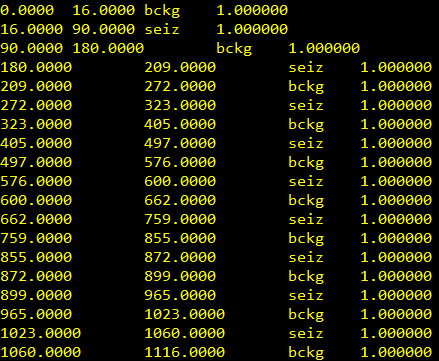 0.0000 16.0000 bckg 1.000000
16.0000 90.0000 seiz 1.000000
90.0000 180.0000 bckg 1.000000
180.0000 209.0000 seiz 1.000000
209.0000 272.0000 bckg 1.000000
272.0000 323.0000 seiz 1.000000
323.0000 405.0000 bckg 1.000000
405.0000 497.0000 seiz 1.000000
497.0000 576.0000 bckg 1.000000
576.0000 600.0000 seiz 1.000000
600.0000 662.0000 bckg 1.000000
662.0000 759.0000 seiz 1.000000
759.0000 855.0000 bckg 1.000000
855.0000 872.0000 seiz 1.000000
872.0000 899.0000 bckg 1.000000
899.0000 965.0000 seiz 1.000000
965.0000 1023.0000 bckg 1.000000
1023.0000 1060.0000 seiz 1.000000
1060.0000 1116.0000 bckg 1.000000